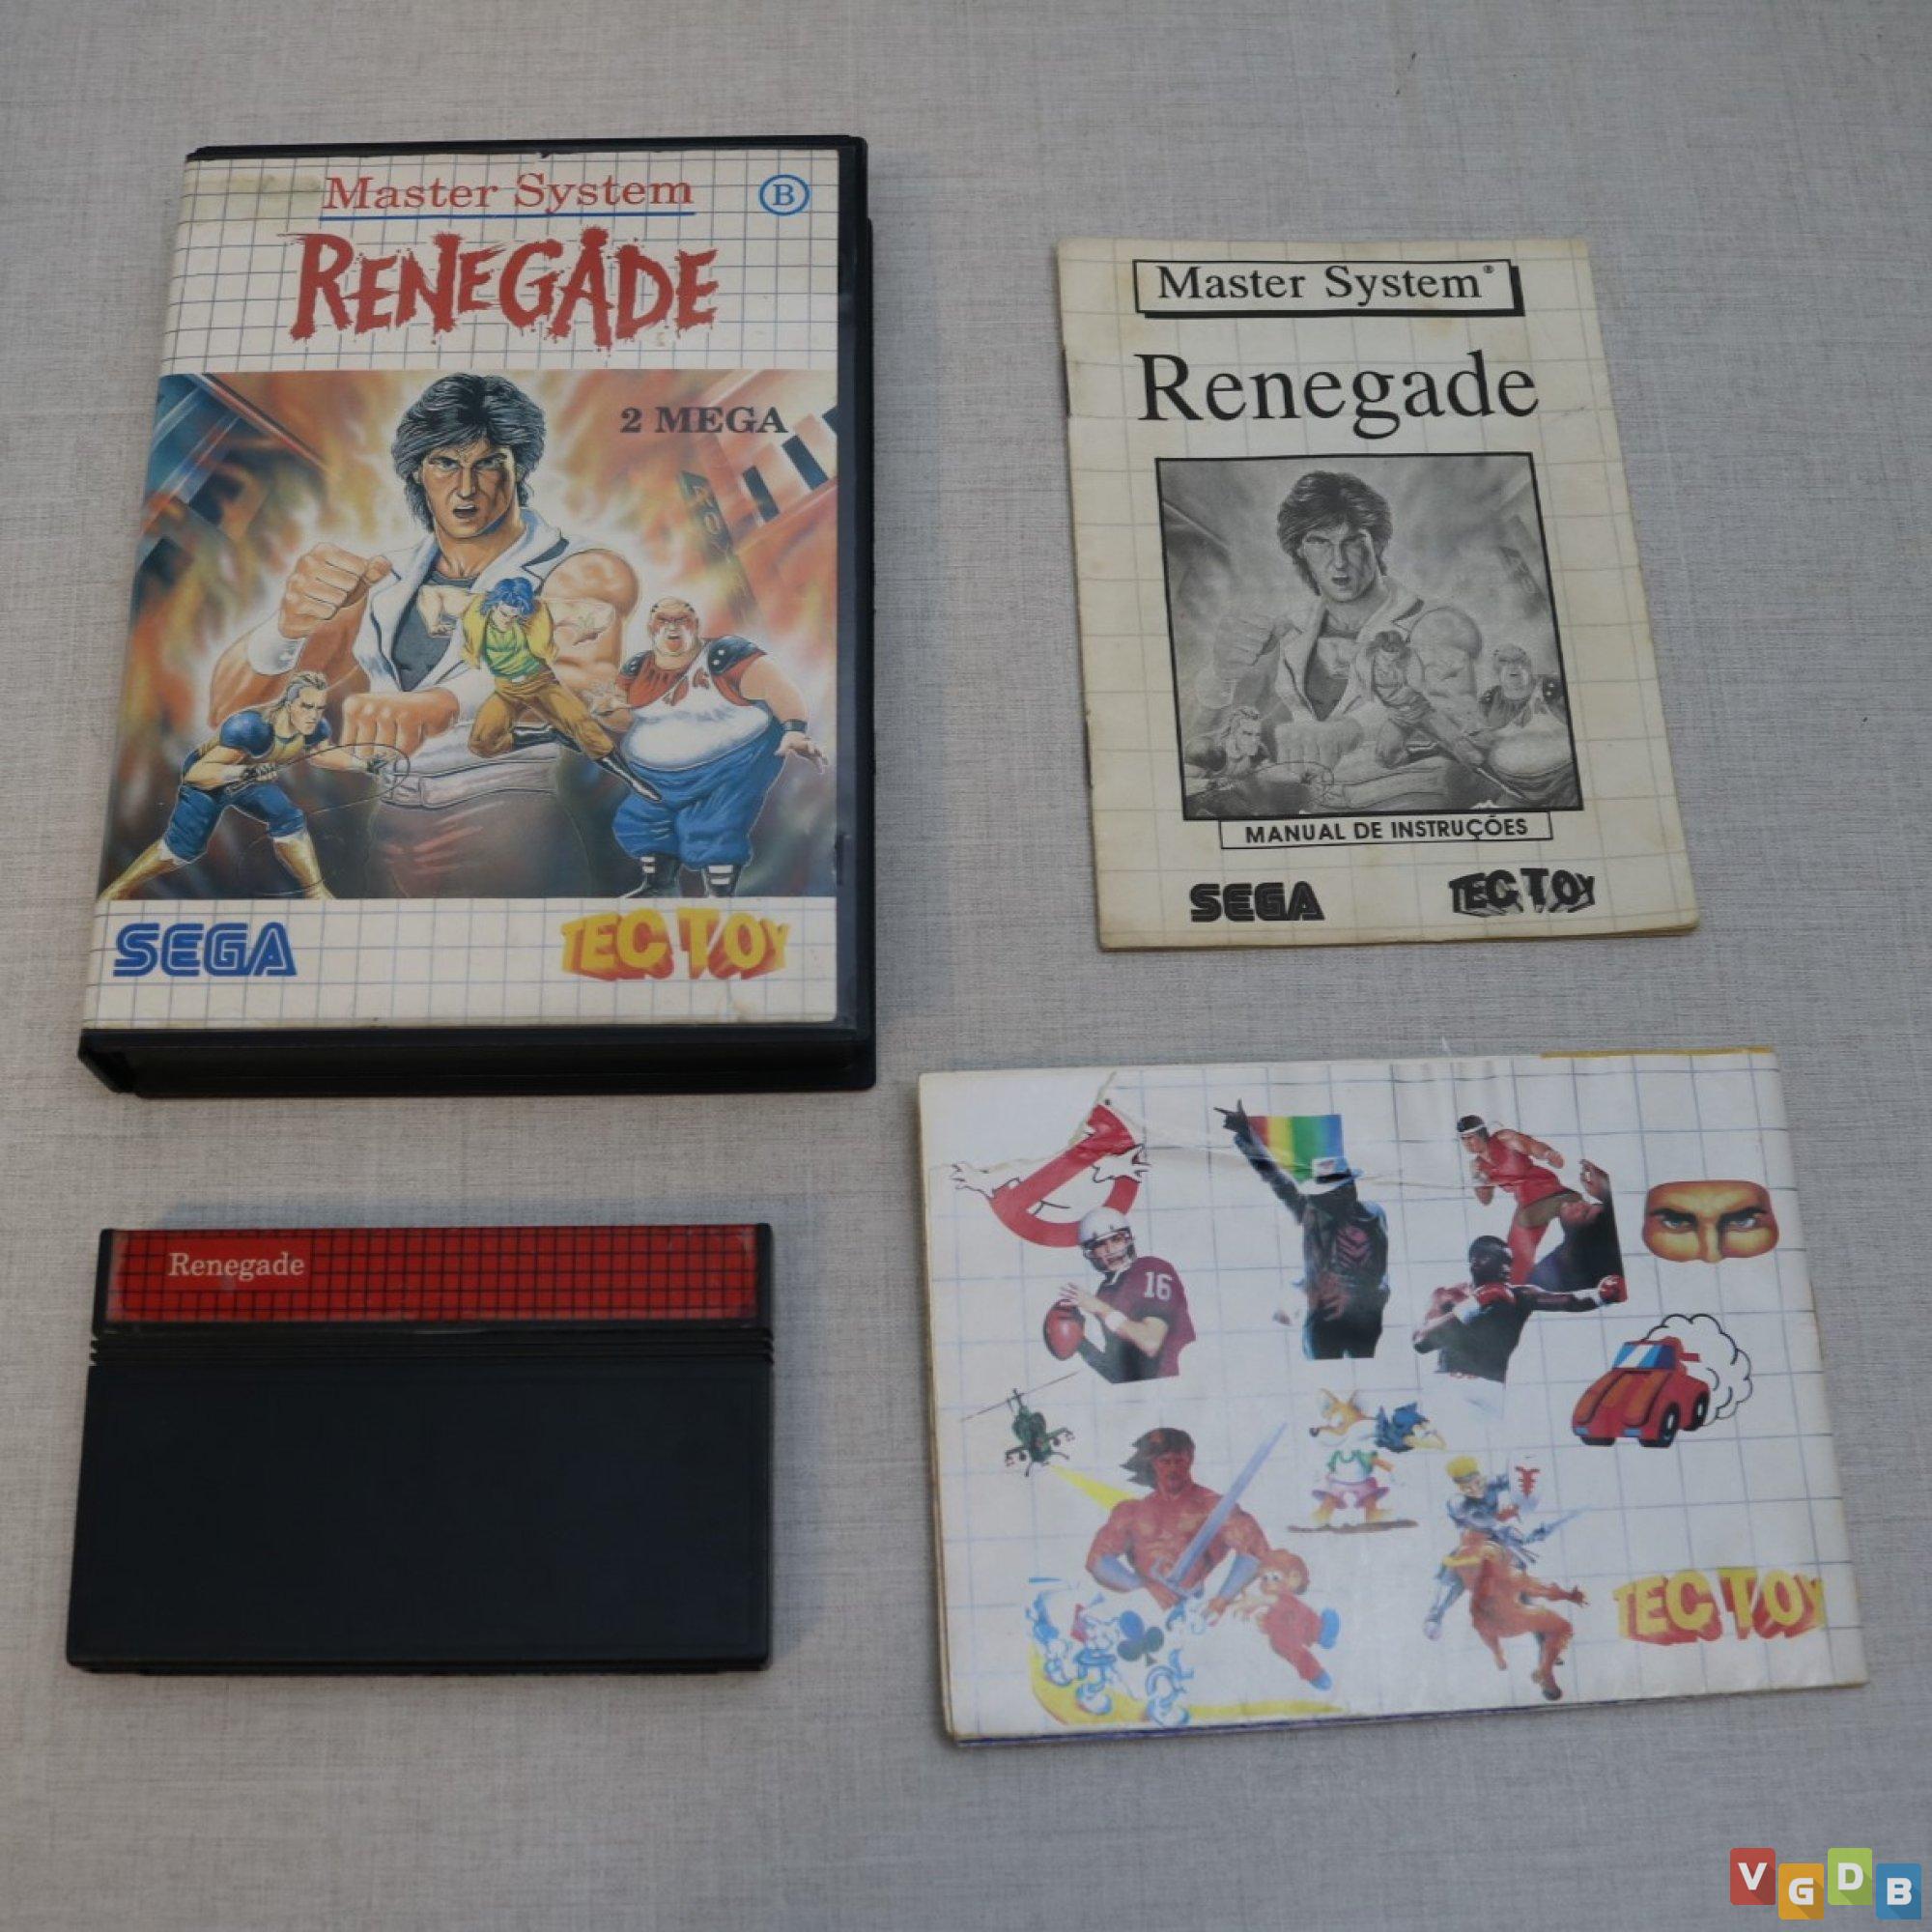 Master System
B
RENEGADE
2 MEGA
SEGA
TEC TOY
Master System®
Renegade
MANUAL DE INSTRUÇÕES
SEGA
TEC TOY
Renegade
16
TEC TOY
VGDB